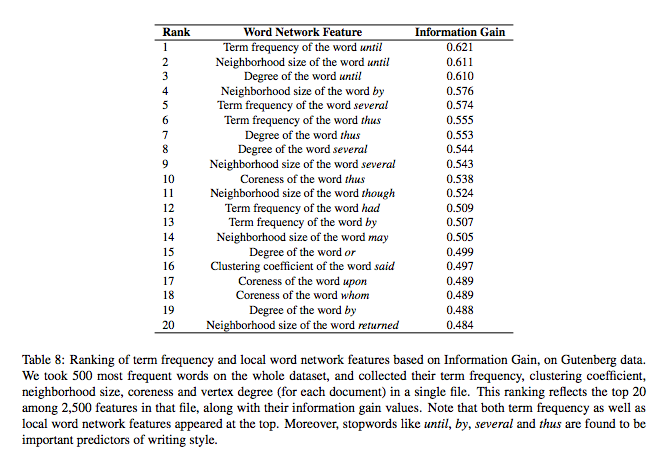 Rank Word Network Feature Information Gain
1 Term frequency of the word until 0.621
2 Neighborhood size of the word until 0.611
3 Degree of the word until 0.610
4 Neighborhood size of the word by 0.576
5 Term frequency of the word several 0.574
6 Term frequency of the word thus 0.555
7 Degree of the word thus 0.553
8 Degree of the word several 0.544
9 Neighborhood size of the word several 0.543
10 Coreness of the word thus 0.538
11 Neighborhood size of the word though 0.524
12 Term frequency of the word had 0.509
13 Term frequency of the word by 0.507
14 Neighborhood size of the word may 0.505
15 Degree of the word or 0.499
16 Clustering coefficient of the word said 0.497
17 Coreness of the word upon 0.489
18 Coreness of the word whom 0.489
19 Degree of the word by 0.488
20 Neighborhood size of the word returned 0.484
Table 8: Ranking of term frequency and local word network features based on Information Gain, on Gutenberg data.
We took 500 most frequent words on the whole dataset, and collected their term frequency, clustering coefficient,
neighborhood size, coreness and vertex degree (for each document) in a single file. This ranking reflects the top 20
among 2,500 features in that file, along with their information gain values. Note that both term frequency as well as
local word network features appeared at the top. Moreover, stopwords like until, by, several and thus are found to be
important predictors of writing style.